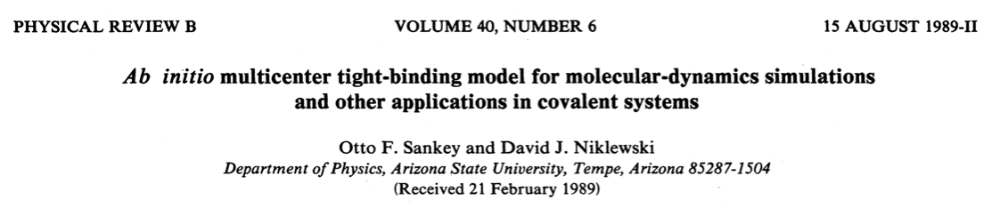 PHYSICAL REVIEW B VOLUME 40, NUMBER 6 15 AUGUST 1989-II
Ab initio multicenter tight-binding model for molecular-dynamics simulations
and other applications in covalent systems
Otto F. Sankey and David J. Niklewski
Department of Physics, Arizona State University, Tempe, Arizona 85287-1504
(Received 21 February 1989)